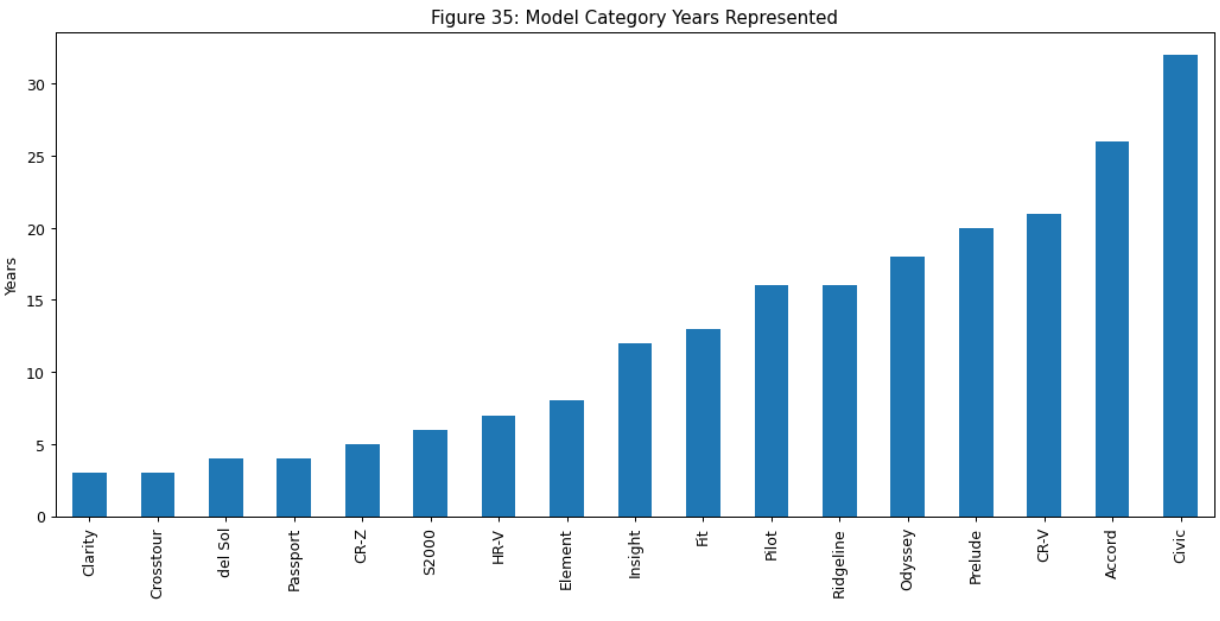 Figure 35: Model Category Years Represented
30
25
20
15
10
5
0
Years
Clarity
Crosstour
del Sol
Passport
CR-Z
S2000
HR-V
Element
Insight
Fit
Pilot
Ridgeline
Odyssey
Prelude
CR-V
Accord
Civic